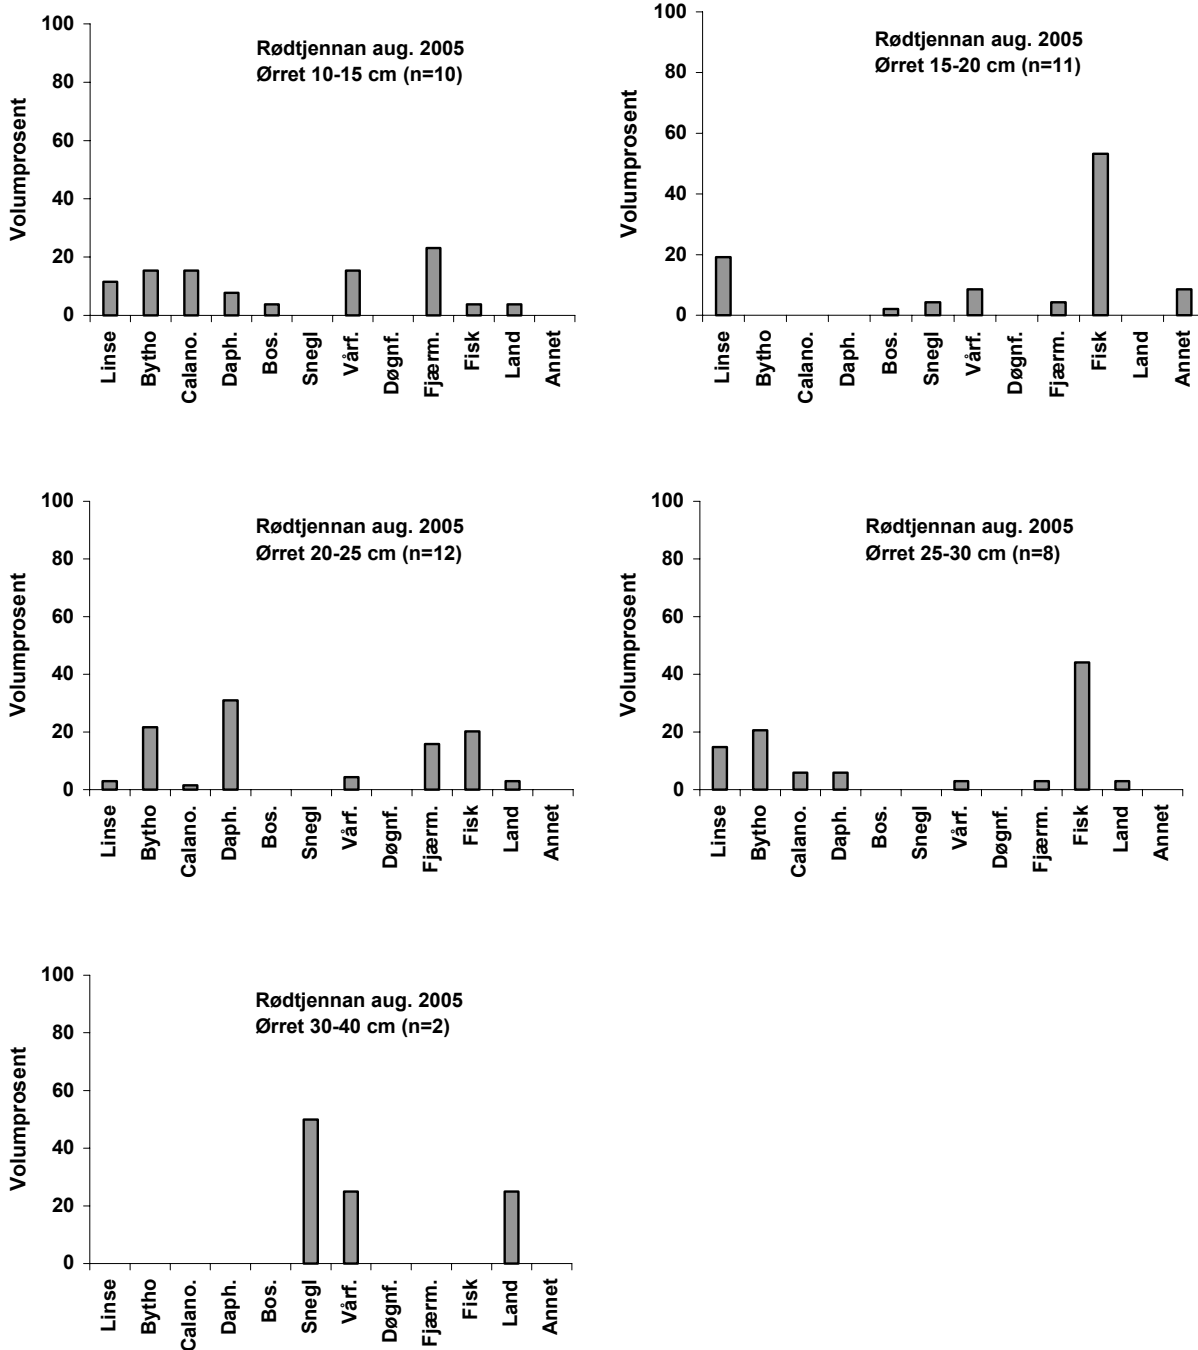 Rødtjennan aug. 2005
Ørret 10-15 cm (n=10)
Volumprosent
100
80
60
40
20
0
Linse
Bytho
Calano.
Daph.
Bos.
Snegl
Vårf.
Døgnf.
Fjærm.
Fisk
Land
Annet
Rødtjennan aug. 2005
Ørret 15-20 cm (n=11)
Volumprosent
100
80
60
40
20
0
Linse
Bytho
Calano.
Daph.
Bos.
Snegl
Vårf.
Døgnf.
Fjærm.
Fisk
Land
Annet
Rødtjennan aug. 2005
Ørret 20-25 cm (n=12)
Volumprosent
100
80
60
40
20
0
Linse
Bytho
Calano.
Daph.
Bos.
Snegl
Vårf.
Døgnf.
Fjærm.
Fisk
Land
Annet
Rødtjennan aug. 2005
Ørret 25-30 cm (n=8)
Volumprosent
100
80
60
40
20
0
Linse
Bytho
Calano.
Daph.
Bos.
Snegl
Vårf.
Døgnf.
Fjærm.
Fisk
Land
Annet
Rødtjennan aug. 2005
Ørret 30-40 cm (n=2)
Volumprosent
100
80
60
40
20
0
Linse
Bytho
Calano.
Daph.
Bos.
Snegl
Vårf.
Døgnf.
Fjærm.
Fisk
Land
Annet